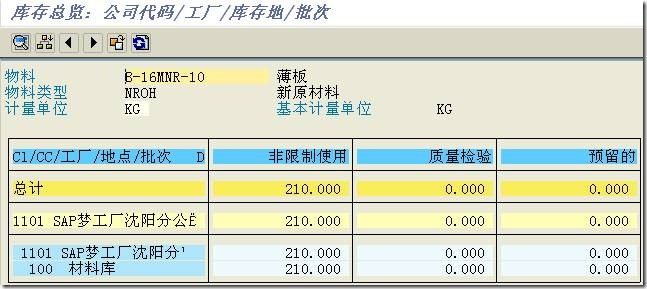 库存总览：公司代码/工厂/库存地/批次
物料 B-16MNR-10 薄板
物料类型 NROH 新原材料
计量单位 KG 基本计量单位 KG
Cl/CC/工厂/地点/批次 D 非限制使用 质量检验 预留的
总计 210.000 0.000 0.000
1101 SAP梦工厂沈阳分公 210.000 0.000 0.000
1101 SAP梦工厂沈阳分 210.000 0.000 0.000
100 材料库 210.000 0.000 0.000